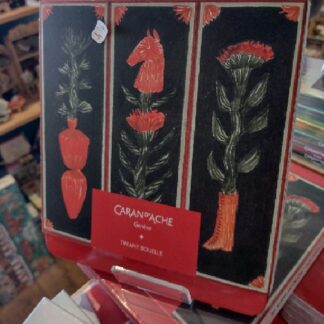 CARAN D'ACHE
Genève
+
TIFFANY BOUELLE